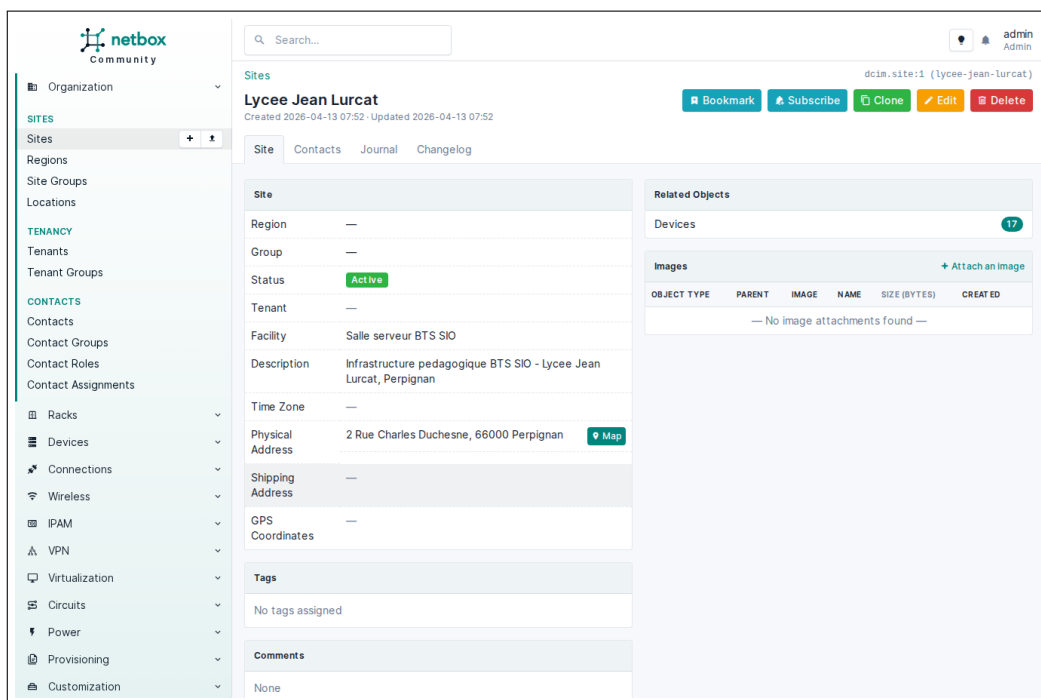 netbox
Community
Search...
admin
Admin
Organization
SITES
Sites
Regions
Site Groups
Locations
TENANCY
Tenants
Tenant Groups
CONTACTS
Contacts
Contact Groups
Contact Roles
Contact Assignments
Racks
Devices
Connections
Wireless
IPAM
VPN
Virtualization
Circuits
Power
Provisioning
Customization
Sites
dcim.site:1 (lycee-jean-lurcat)
Lycee Jean Lurcat
Created 2026-04-13 07:52 · Updated 2026-04-13 07:52
Bookmark Subscribe Clone Edit Delete
Site Contacts Journal Changelog
Site
Region —
Group —
Status Active
Tenant —
Facility Salle serveur BTS SIO
Description Infrastructure pedagogique BTS SIO - Lycee Jean
Lurcat, Perpignan
Time Zone —
Physical Address 2 Rue Charles Duchesne, 66000 Perpignan Map
Shipping Address —
GPS Coordinates —
Tags
No tags assigned
Comments
None
Related Objects
Devices 17
Images + Attach an image
OBJECT TYPE PARENT IMAGE NAME SIZE (BYTES) CREATED
— No image attachments found —